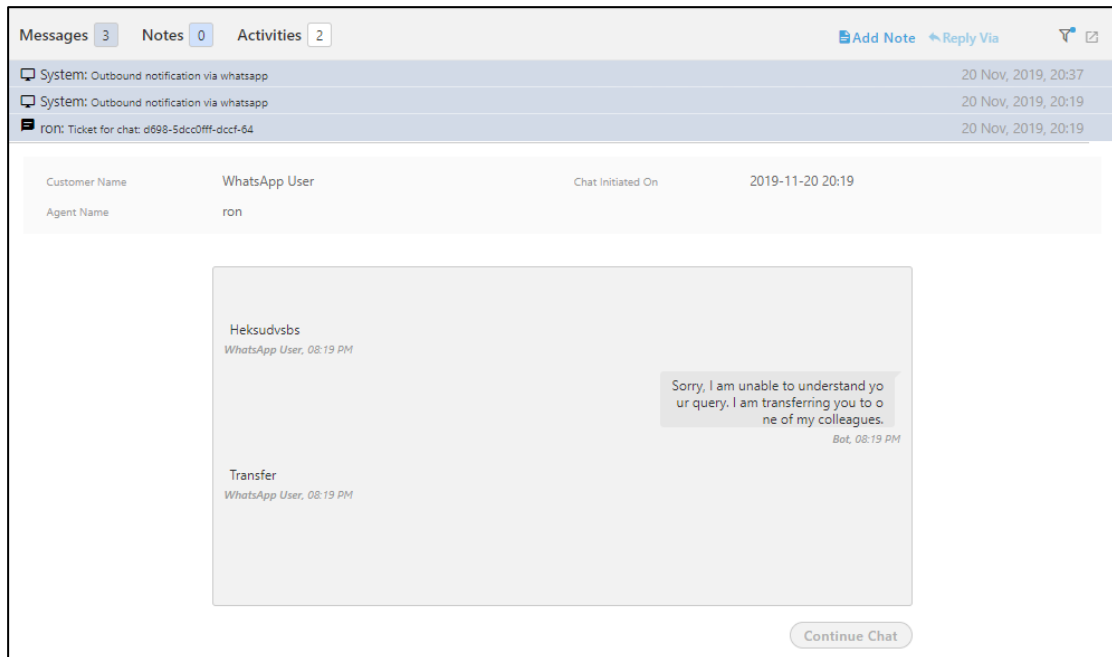 Messages 3 Notes 0 Activities 2 Add Note Reply Via
System: Outbound notification via whatsapp 20 Nov, 2019, 20:37
System: Outbound notification via whatsapp 20 Nov, 2019, 20:19
ron: Ticket for chat: d698-5dcc0fff-dccf-64 20 Nov, 2019, 20:19
Customer Name WhatsApp User Chat Initiated On 2019-11-20 20:19
Agent Name ron
Heksudvsbs
WhatsApp User, 08:19 PM
Sorry, I am unable to understand yo
ur query. I am transferring you to o
ne of my colleagues.
Bot, 08:19 PM
Transfer
WhatsApp User, 08:19 PM
Continue Chat